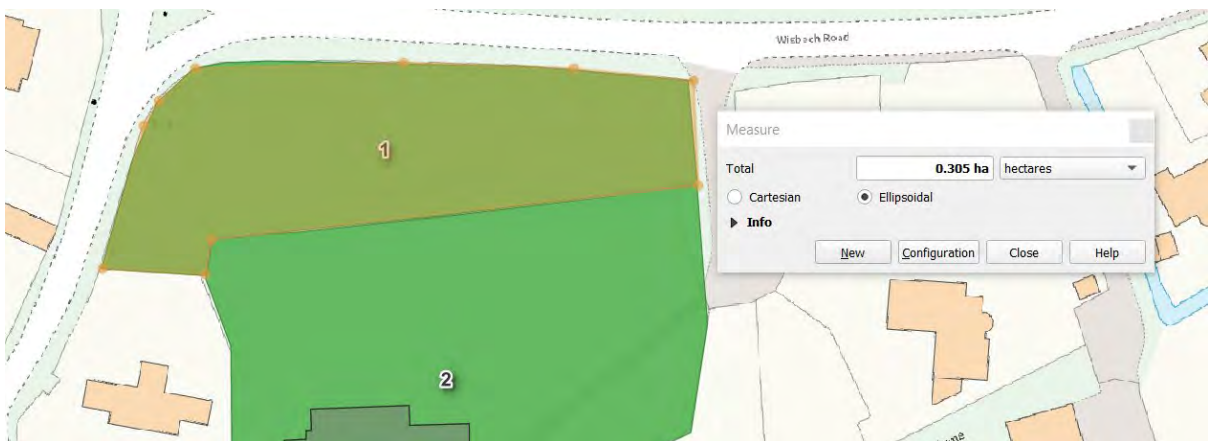 Wisbech Road
1
Measure
Total 0.305 ha hectares
Cartesian Ellipsoidal
Info
New Configuration Close Help
2